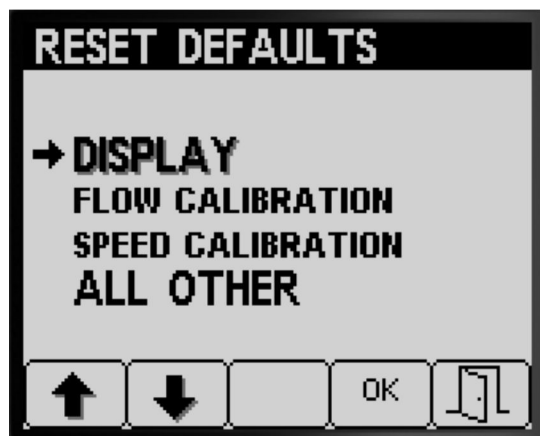 RESET DEFAULTS
DISPLAY
FLOW CALIBRATION
SPEED CALIBRATION
ALL OTHER
OK